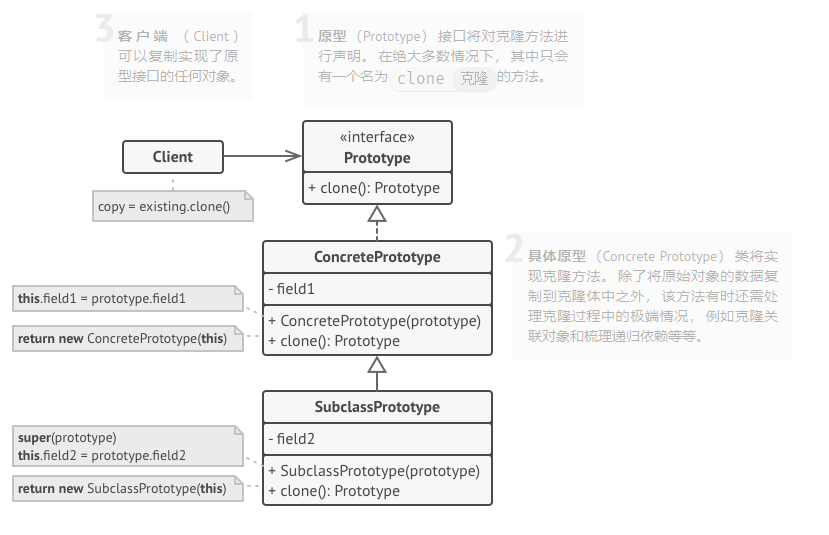 3
客户端 （Client）
可以复制实现了原
型接口的任何对象。
1
原型 （Prototype） 接口将对克隆方法进
行声明。 在绝大多数情况下， 其中只会
有一个名为 clone 克隆 的方法。
«interface»
Prototype
+ clone(): Prototype
Client
copy = existing.clone()
2
具体原型 （Concrete Prototype） 类将实
现克隆方法。 除了将原始对象的数据复
制到克隆体中之外， 该方法有时还需处
理克隆过程中的极端情况， 例如克隆关
联对象和梳理递归依赖等等。
ConcretePrototype
- field1
+ ConcretePrototype(prototype)
+ clone(): Prototype
this.field1 = prototype.field1
return new ConcretePrototype(this)
SubclassPrototype
- field2
+ SubclassPrototype(prototype)
+ clone(): Prototype
super(prototype)
this.field2 = prototype.field2
return new SubclassPrototype(this)